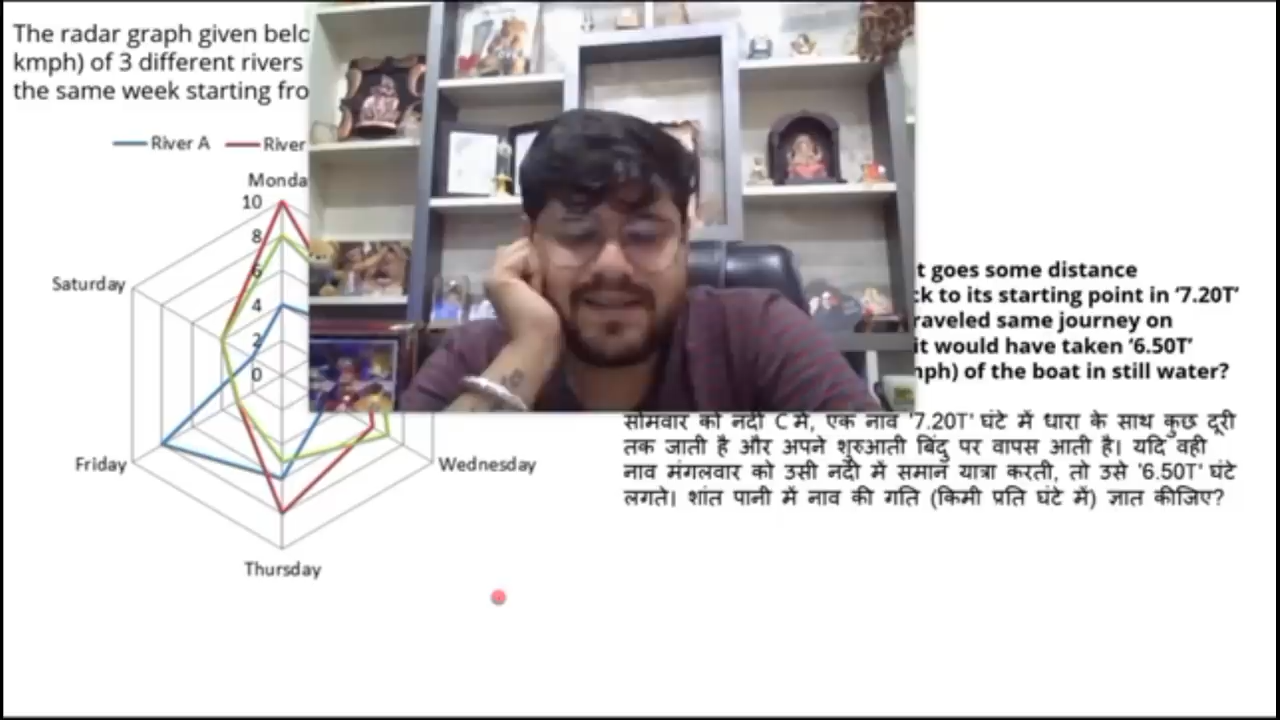 The radar graph given belo
kmph) of 3 different rivers
the same week starting fro
River A
River
Monda
10
8
6
4
2
0
Saturday
Friday
Wednesday
Thursday
t goes some distance
ck to its starting point in ‘7.20T’
raveled same journey on
it would have taken ‘6.50T’
mph) of the boat in still water?
सोमवार को नदी C में, एक नाव '7.20T' घंटे में धारा के साथ कुछ दूरी
तक जाती है और अपने शुरुआती बिंदु पर वापस आती है। यदि वही
नाव मंगलवार को उसी नदी में समान यात्रा करती, तो उसे '6.50T' घंटे
लगते। शांत पानी में नाव की गति (किमी प्रति घंटे में) ज्ञात कीजिए?